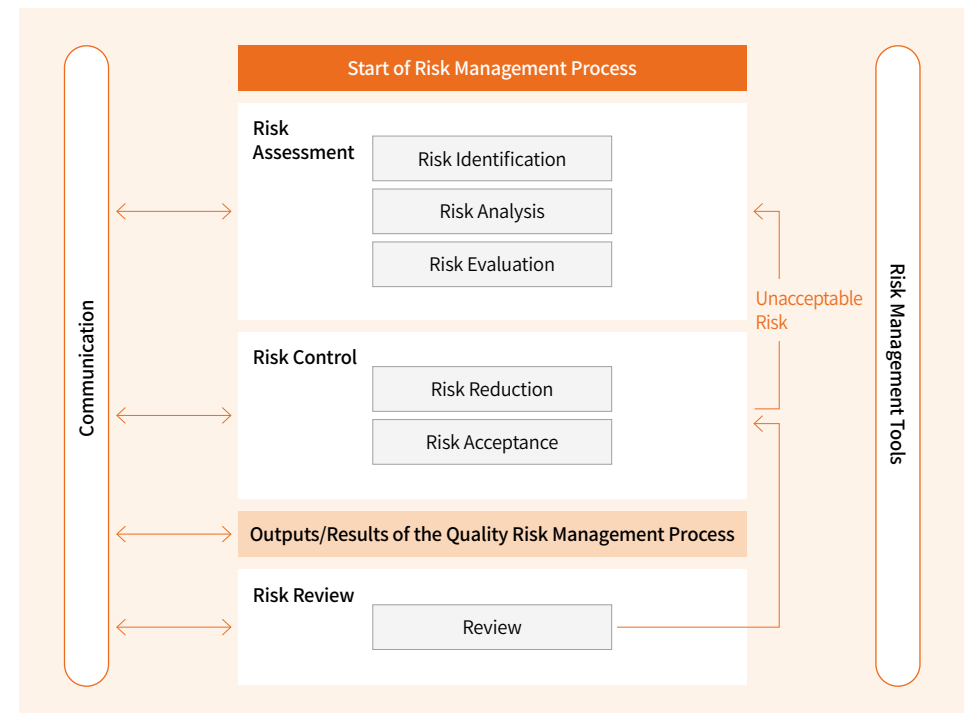 Start of Risk Management Process
Risk
Assessment
Risk Identification
Risk Analysis
Risk Evaluation
Unacceptable
Risk
Risk Control
Risk Reduction
Risk Acceptance
Outputs/Results of the Quality Risk Management Process
Risk Review
Review
Communication
Risk Management Tools